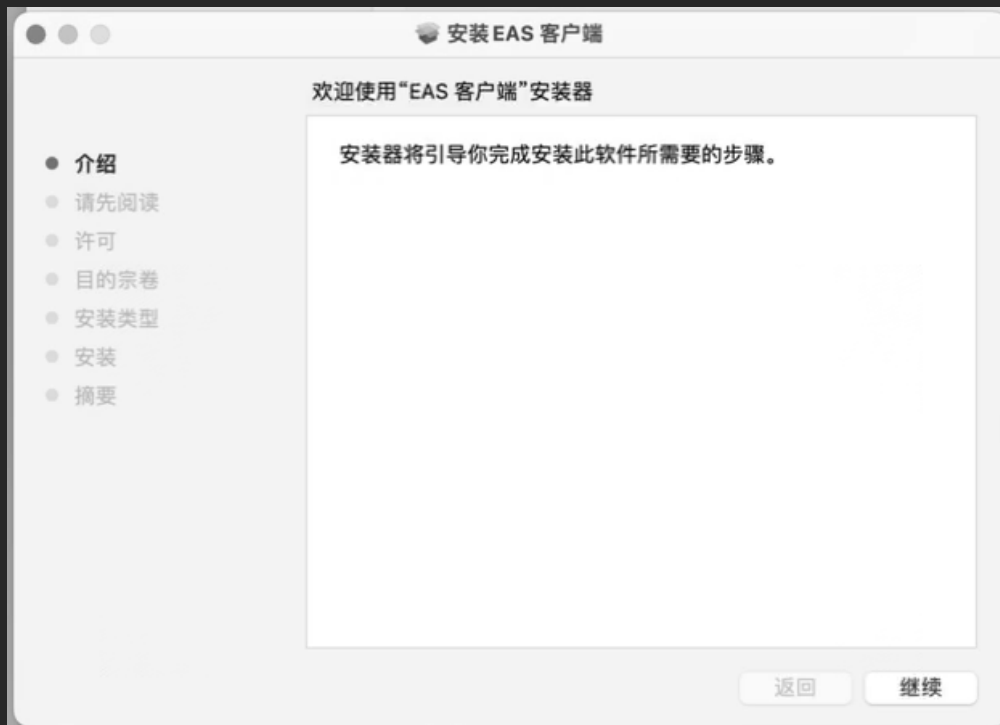 安装EAS 客户端
欢迎使用“EAS 客户端”安装器
安装器将引导你完成安装此软件所需要的步骤。
介绍
请先阅读
许可
目的宗卷
安装类型
安装
摘要
返回
继续